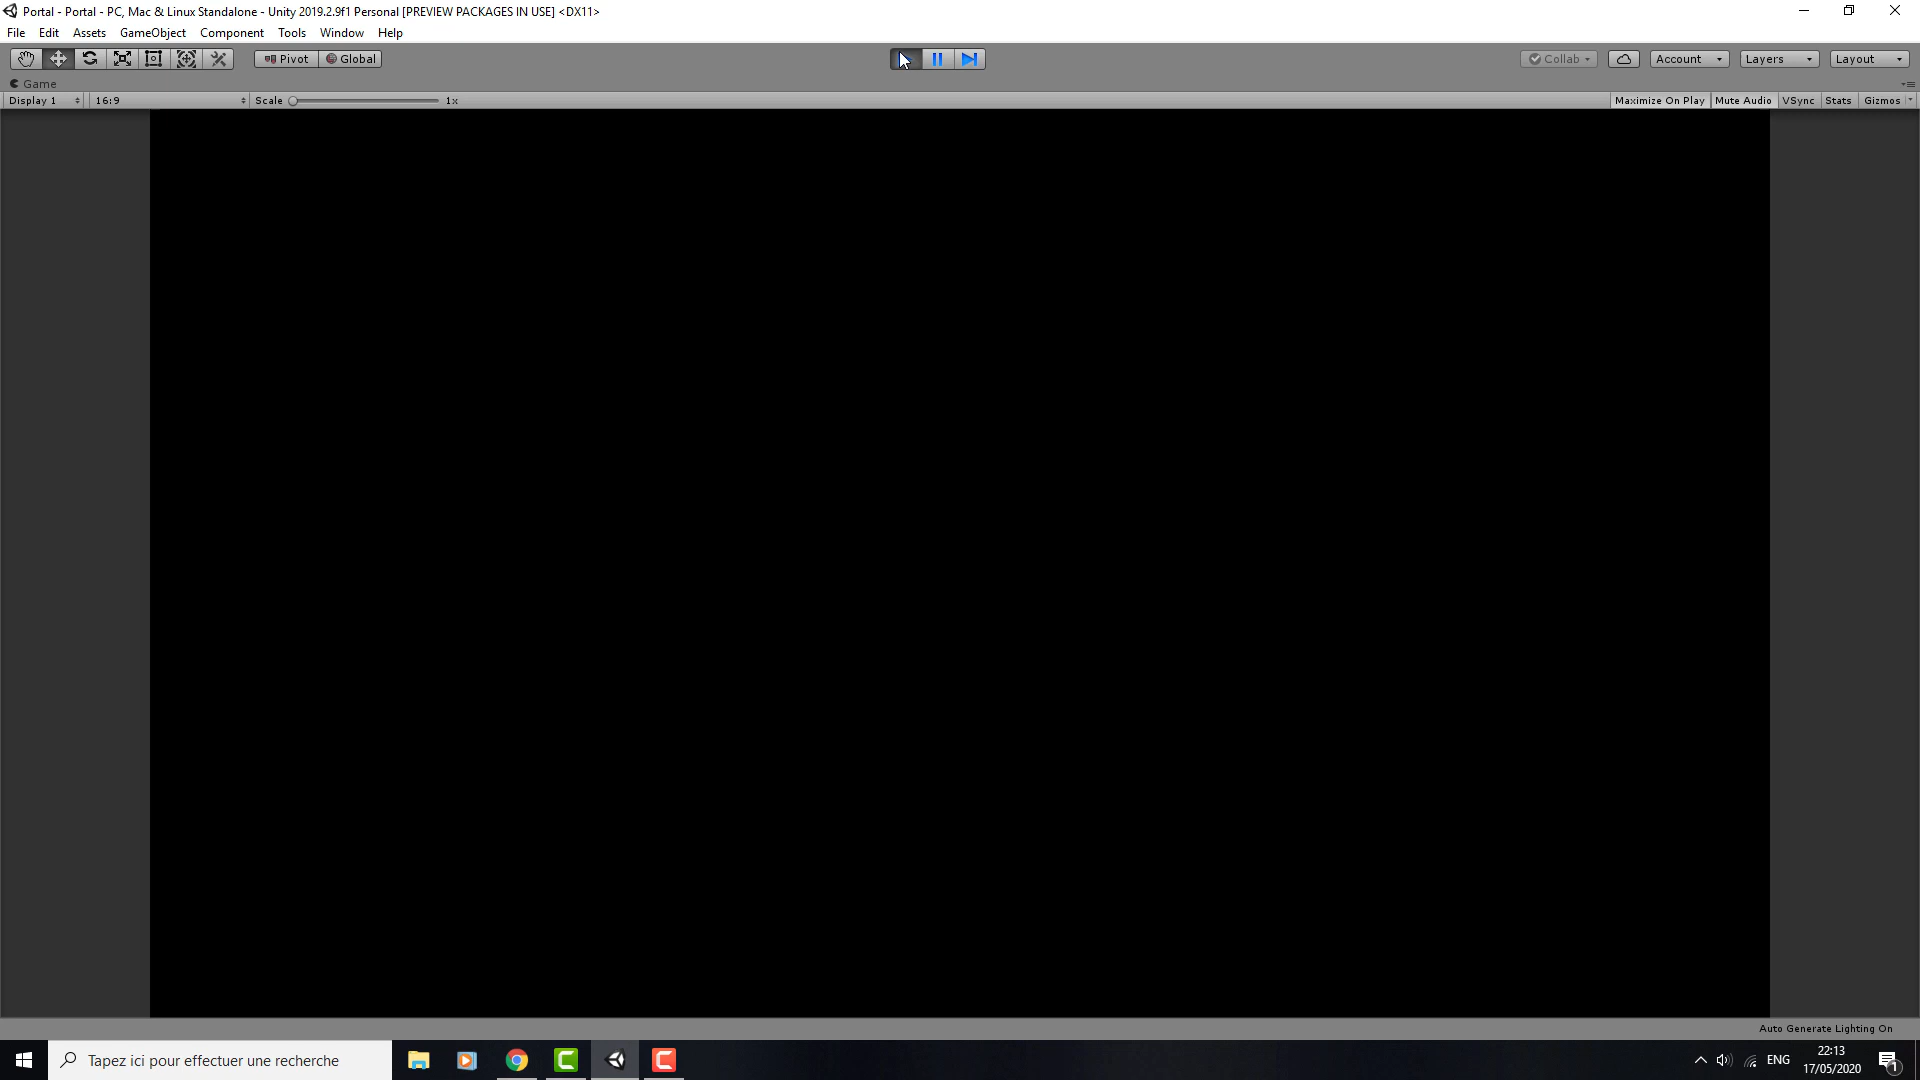 Portal - Portal - PC, Mac & Linux Standalone - Unity 2019.2.9f1 Personal [PREVIEW PACKAGES IN USE] <DX11>
File Edit Assets GameObject Component Tools Window Help
Pivot Global Collab Account Layers Layout
Game
Display 1 16:9 Scale 1x Maximize On Play Mute Audio VSync Stats Gizmos
Auto Generate Lighting On
Tapez ici pour effectuer une recherche
ENG
22:13
17/05/2020
1